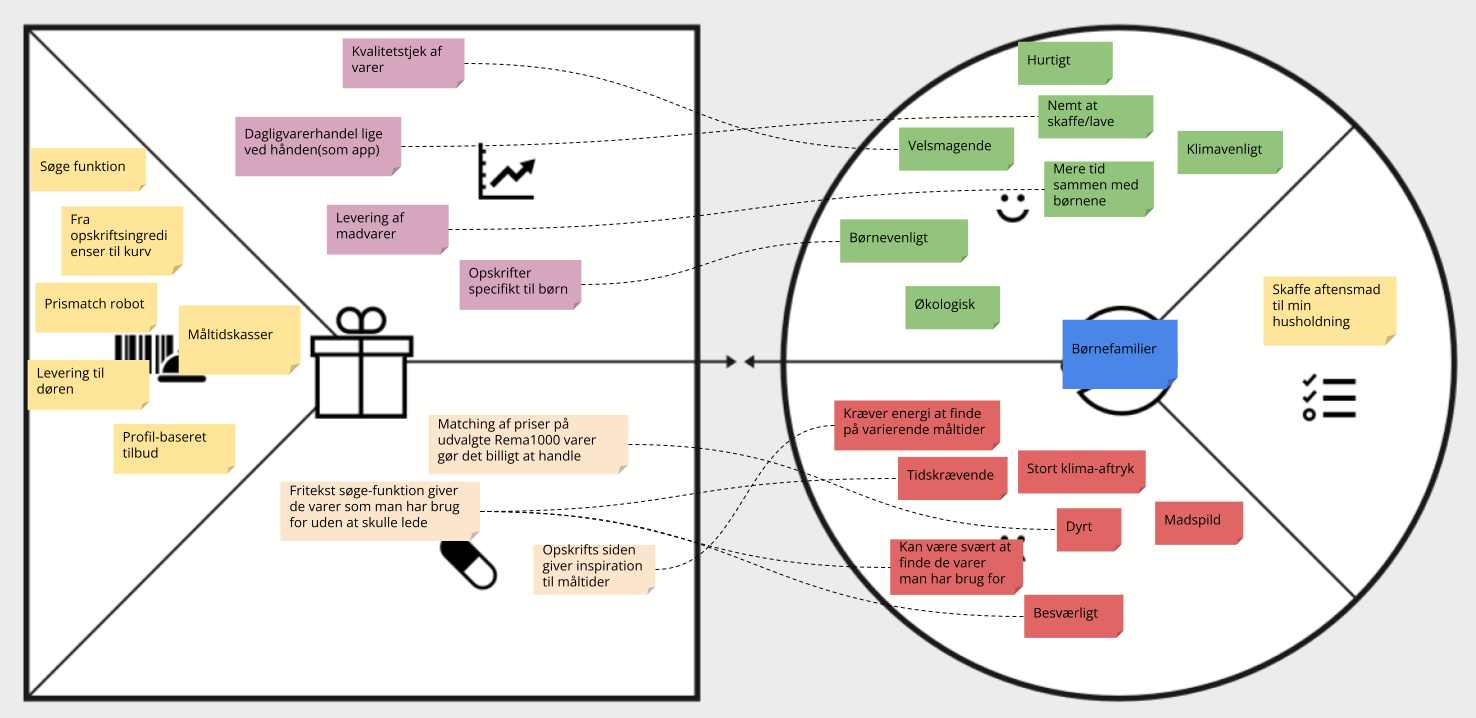 Kvalitetstjek af
varer
Dagligvarerhandel lige
ved hånden(som app)
Levering af
madvarer
Opskrifter
specifikt til børn
Søge funktion
Fra
opskriftsingredi
enser til kurv
Prismatch robot
Måltidskasser
Levering til
døren
Profil-baseret
tilbud
Matching af priser på
udvalgte Rema1000 varer
gør det billigt at handle
Fritekst søge-funktion giver
de varer som man har brug
for uden at skulle lede
Opskrifts siden
giver inspiration
til måltider
Hurtigt
Nemt at
skaffe/lave
Velsmagende
Klimavenligt
Mere tid
sammen med
børnene
Børnevenligt
Økologisk
Børnefamilier
Skaffe aftensmad
til min
husholdning
Kræver energi at finde
på varierende måltider
Tidskrævende
Stort klima-aftryk
Dyrt
Madspild
Kan være svært at
finde de varer
man har brug for
Besværligt